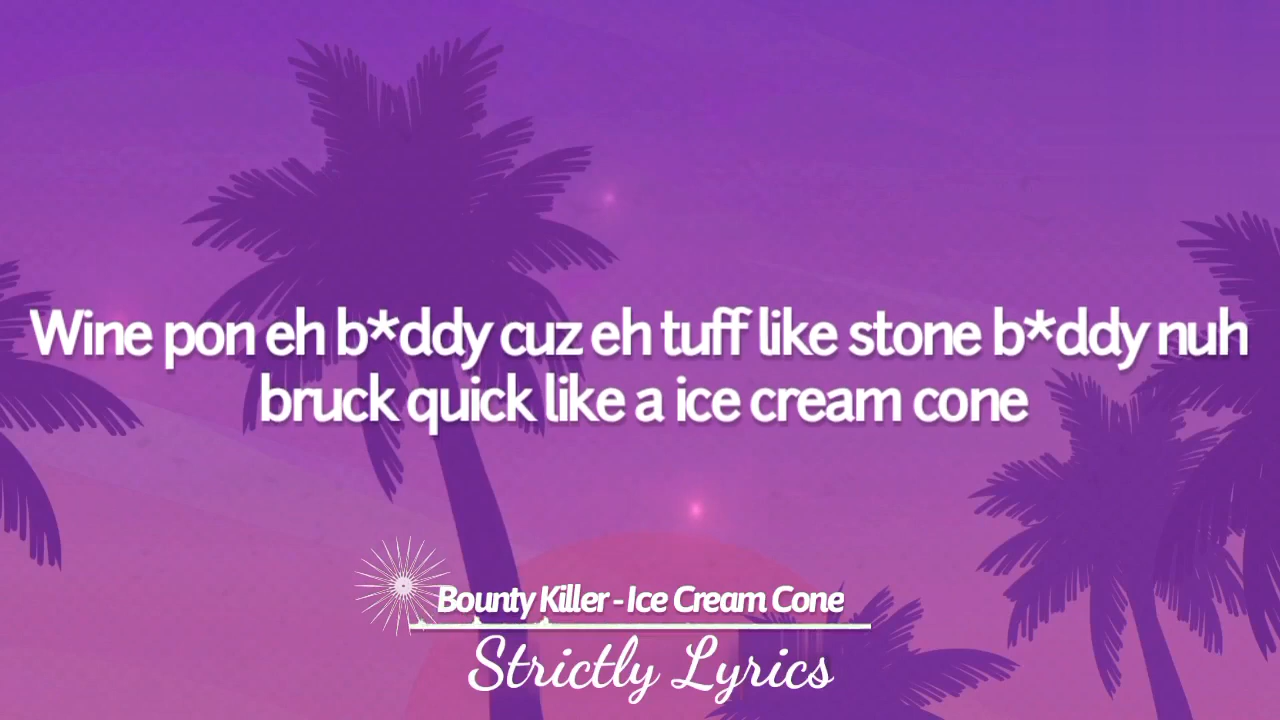 Wine pon eh b*ddy cuz eh tuff like stone b*ddy nuh
bruck quick like a ice cream cone
Bounty Killer - Ice Cream Cone
Strictly Lyrics